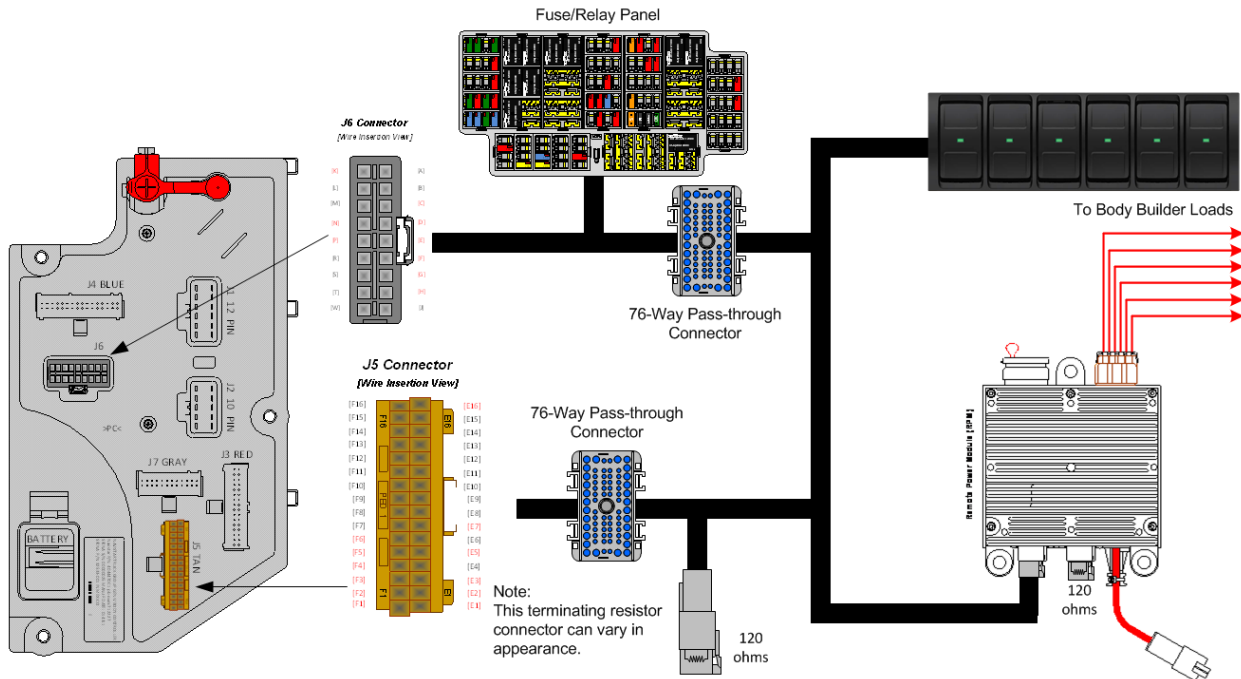 Fuse/Relay Panel
J6 Connector
[Wire Insertion View]
[K] [A]
[L] [B]
[M] [C]
[N] [D]
[P] [E]
[R] [F]
[S] [G]
[T] [H]
[W] [J]
76-Way Pass-through
Connector
To Body Builder Loads
J4 BLUE
J1 12 PIN
J6
J2 10 PIN
>PC<
J7 GRAY
J3 RED
J5 TAN
BATTERY
J5 Connector
[Wire Insertion View]
[F16] [E16]
[F15] [E15]
[F14] [E14]
[F13] [E13]
[F12] [E12]
[F11] [E11]
[F10] [E10]
[F9] [E9]
[F8] [E8]
[F7] [E7]
[F6] [E6]
[F5] [E5]
[F4] [E4]
[F3] [E3]
[F2] [E2]
[F1] [E1]
F16 E16
F1 E1
76-Way Pass-through
Connector
Note:
This terminating resistor
connector can vary in
appearance.
120
ohms
Remote Power Module [RPM]
120
ohms